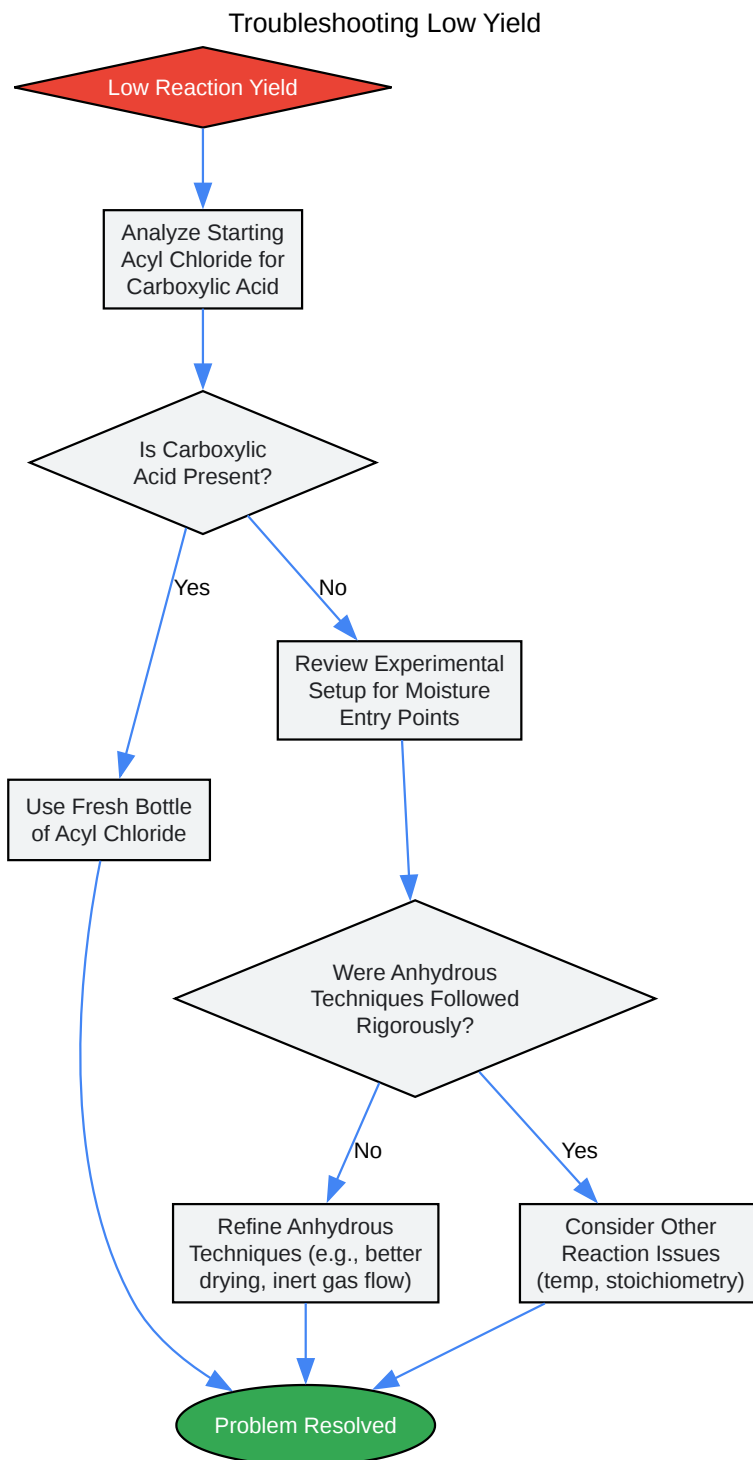 Troubleshooting Low Yield
Low Reaction Yield
Analyze Starting
Acyl Chloride for
Carboxylic Acid
Is Carboxylic
Acid Present?
Yes
No
Review Experimental
Setup for Moisture
Entry Points
Use Fresh Bottle
of Acyl Chloride
Were Anhydrous
Techniques Followed
Rigorously?
No
Yes
Refine Anhydrous
Techniques (e.g., better
drying, inert gas flow)
Consider Other
Reaction Issues
(temp, stoichiometry)
Problem Resolved